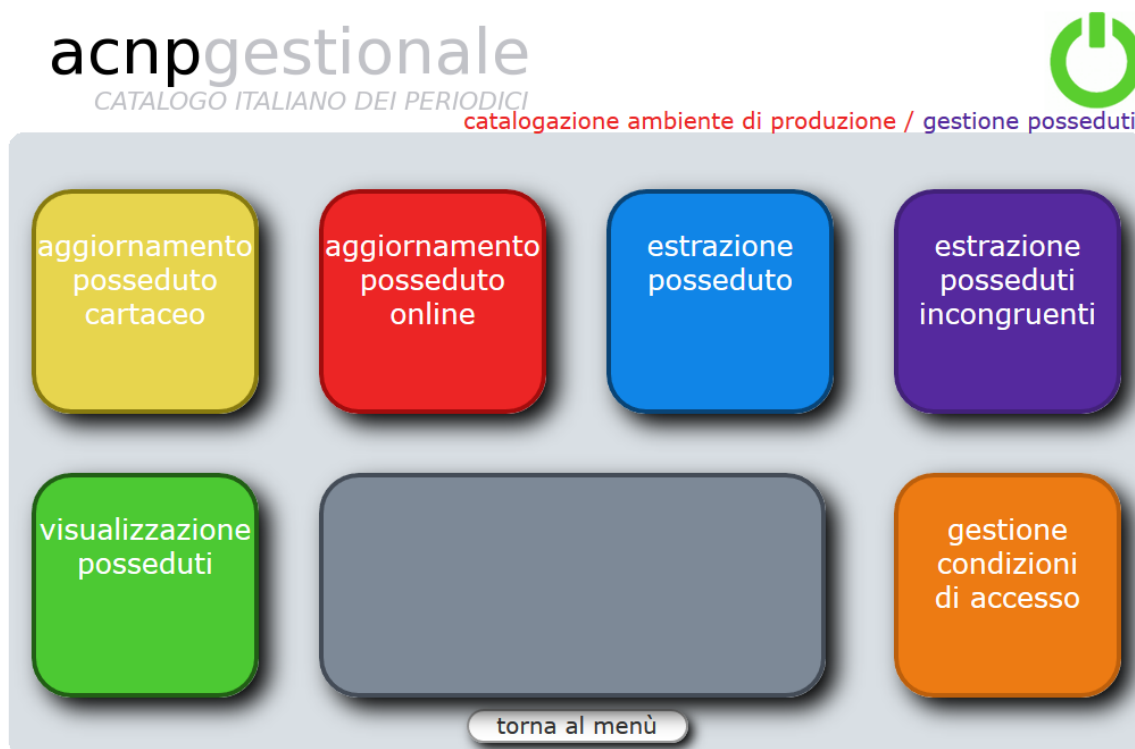 acnpgestionale
CATALOGO ITALIANO DEI PERIODICI
catalogazione ambiente di produzione / gestione posseduti
aggiornamento
posseduto
cartaceo
aggiornamento
posseduto
online
estrazione
posseduto
estrazione
posseduti
incongruenti
visualizzazione
posseduti
gestione
condizioni
di accesso
torna al menù